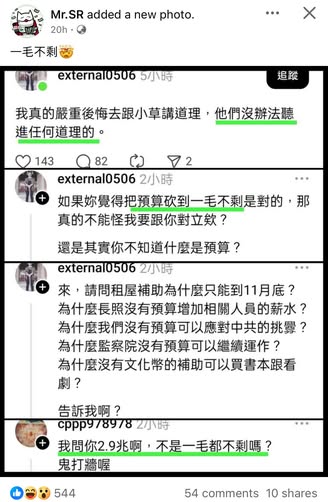 Mr.SR added a new photo.
20h
一毛不剩🤯
external0506 5小時
追蹤
我真的嚴重後悔去跟小草講道理，他們沒辦法聽
進任何道理的。
143 82 2
external0506 2小時
如果妳覺得把預算砍到一毛不剩是對的，那
真的不能怪我要跟你對立欸？
還是其實你不知道什麼是預算？
external0506 2小時
來，請問租屋補助為什麼只能到11月底？
為什麼長照沒有預算增加相關人員的薪水？
為什麼我們沒有預算可以應對中共的挑釁？
為什麼監察院沒有預算可以繼續運作？
為什麼沒有文化幣的補助可以買書本跟看
劇？
告訴我啊？
cppp978978 2小時
我問你2.9兆啊，不是一毛都不剩嗎？
鬼打牆喔
544 54 comments 10 shares